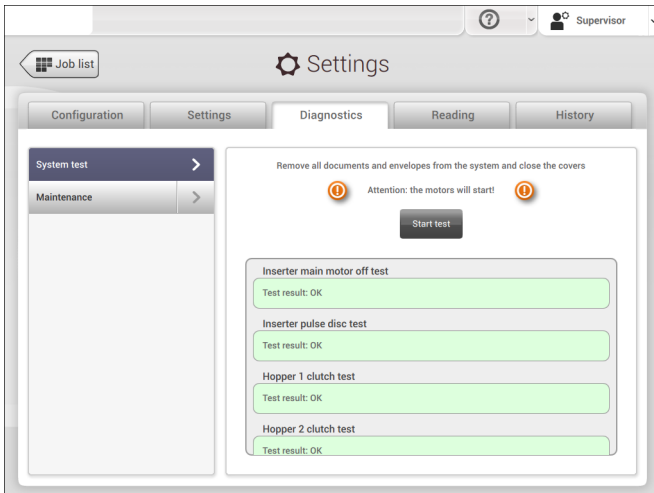 ?
Supervisor
Job list
Settings
Configuration
Settings
Diagnostics
Reading
History
System test
Maintenance
Remove all documents and envelopes from the system and close the covers
Attention: the motors will start!
Start test
Inserter main motor off test
Test result: OK
Inserter pulse disc test
Test result: OK
Hopper 1 clutch test
Test result: OK
Hopper 2 clutch test
Test result: OK